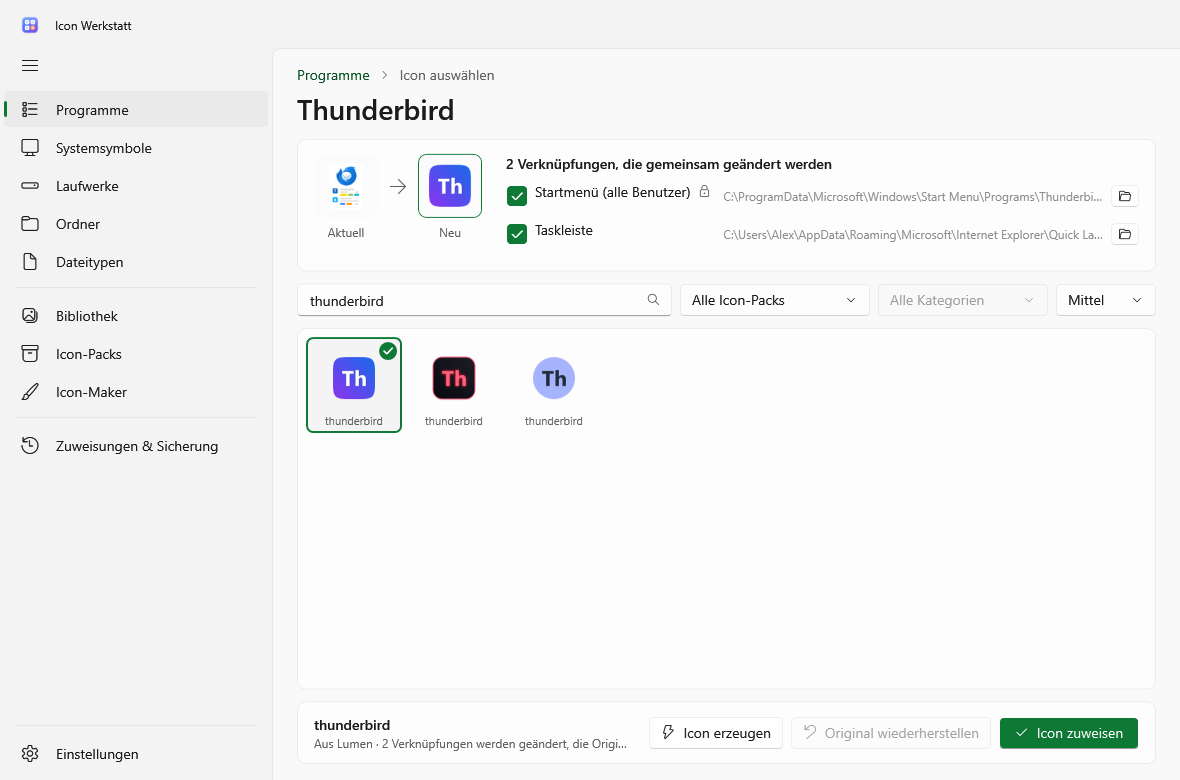 Icon Werkstatt
Programme
Systemsymbole
Laufwerke
Ordner
Dateitypen
Bibliothek
Icon-Packs
Icon-Maker
Zuweisungen & Sicherung
Einstellungen
Programme > Icon auswählen
Thunderbird
Aktuell
Th
Neu
2 Verknüpfungen, die gemeinsam geändert werden
Startmenü (alle Benutzer) C:\ProgramData\Microsoft\Windows\Start Menu\Programs\Thunderbi...
Taskleiste C:\Users\Alex\AppData\Roaming\Microsoft\Internet Explorer\Quick La...
thunderbird Alle Icon-Packs Alle Kategorien Mittel
Th Th Th
thunderbird thunderbird thunderbird
thunderbird
Aus Lumen · 2 Verknüpfungen werden geändert, die Origi...
Icon erzeugen Original wiederherstellen Icon zuweisen